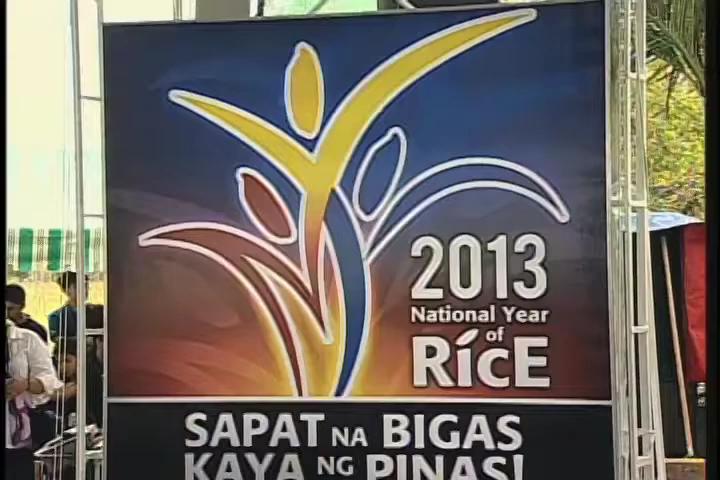 2013
National Year
of
RICE
SAPAT NA BIGAS
KAYA NG PINAS!